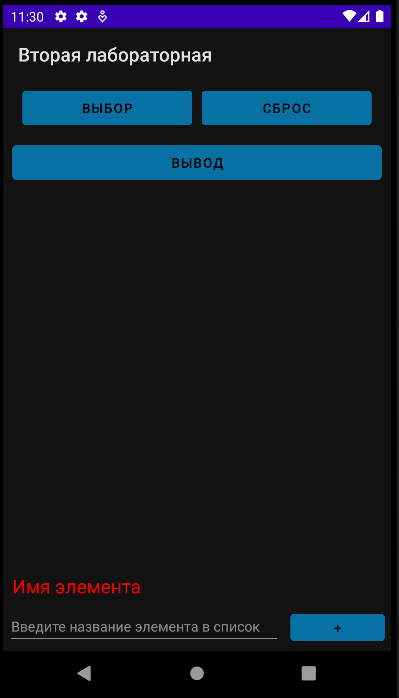 11:30
Вторая лабораторная
ВЫБОР СБРОС
ВЫВОД
Имя элемента
Введите название элемента в список +